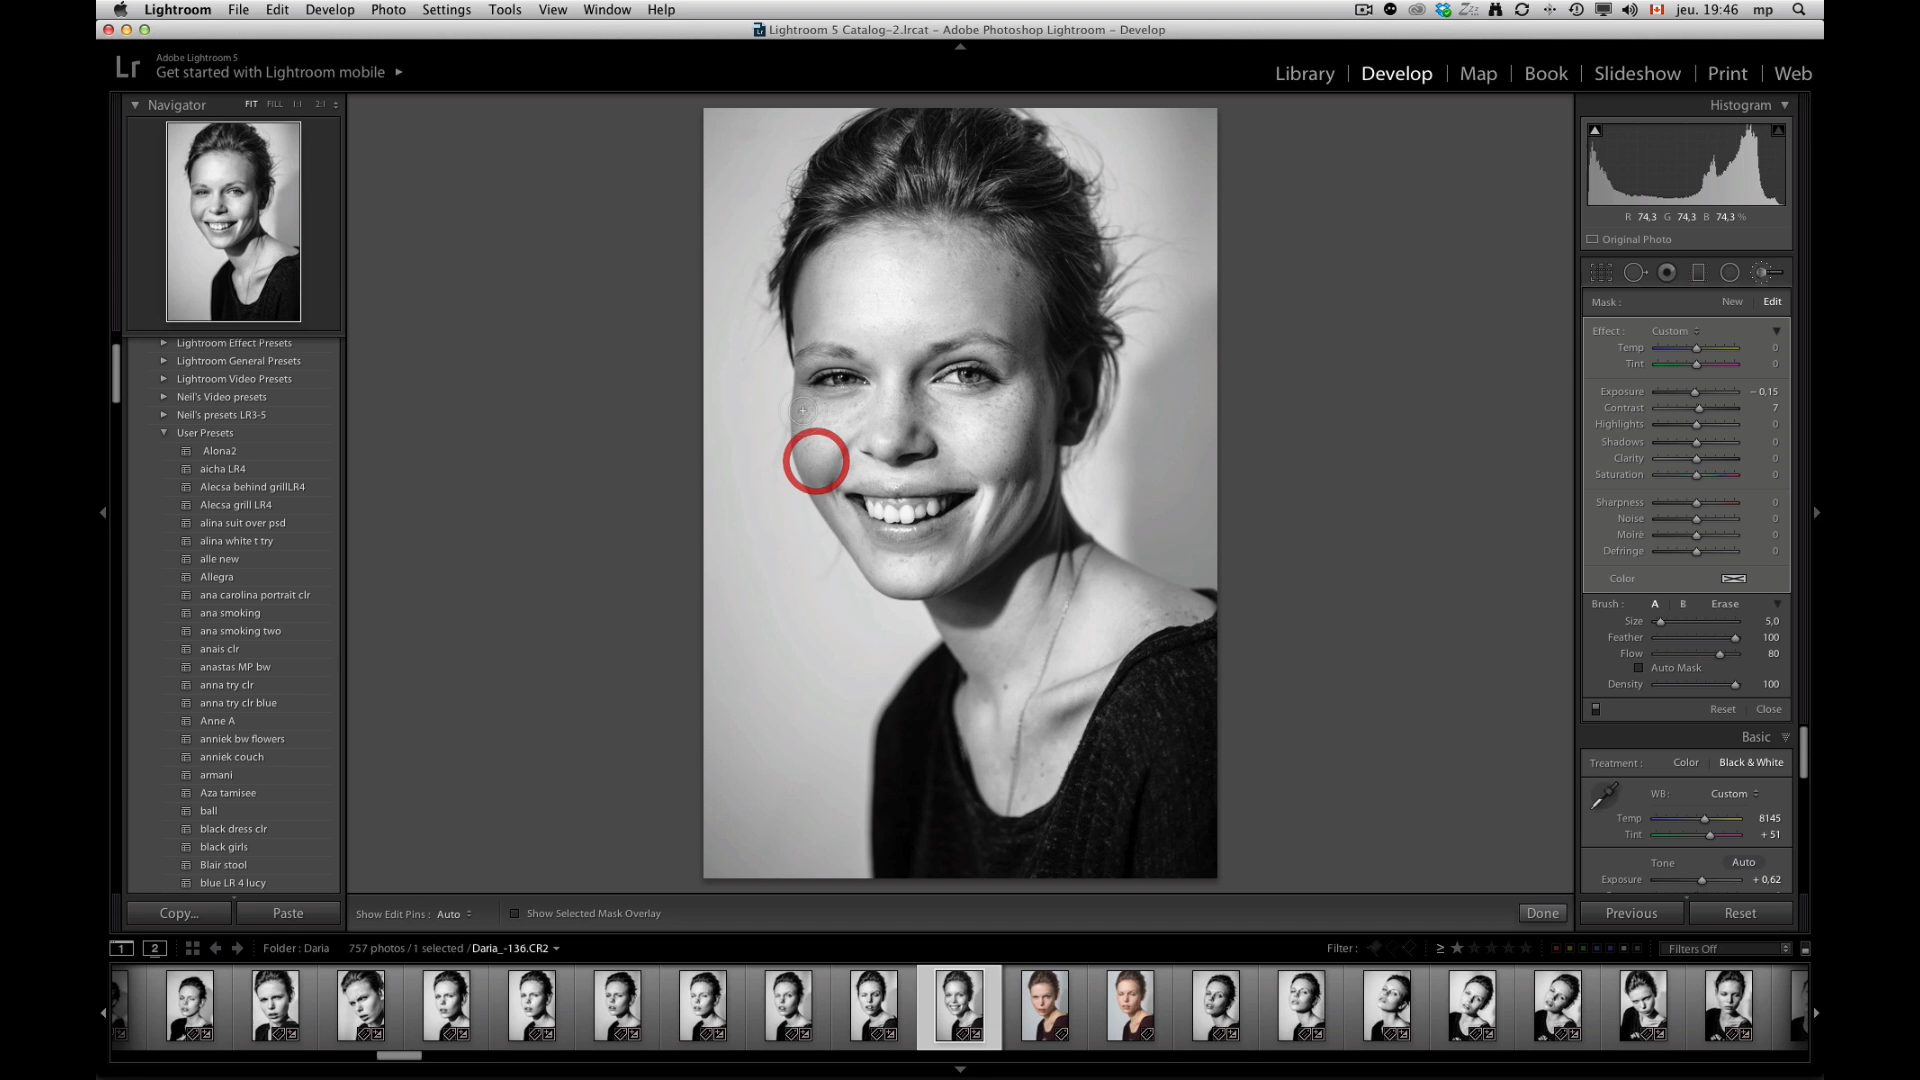 Lightroom File Edit Develop Photo Settings Tools View Window Help jeu. 19:46 mp
Lightroom 5 Catalog-2.lrcat – Adobe Photoshop Lightroom – Develop
Lr Adobe Lightroom 5
Get started with Lightroom mobile
Library Develop Map Book Slideshow Print Web
Navigator FIT FILL 1:1 2:1
Histogram
R 74,3 G 74,3 B 74,3 %
Original Photo
Mask : New Edit
Effect : Custom
Temp 0
Tint 0
Exposure – 0,15
Contrast 7
Highlights 0
Shadows 0
Clarity 0
Saturation 0
Sharpness 0
Noise 0
Moiré 0
Defringe 0
Color
Brush : A B Erase
Size 5,0
Feather 100
Flow 80
Auto Mask
Density 100
Reset Close
Basic
Treatment : Color Black & White
WB: Custom
Temp 8145
Tint + 51
Tone Auto
Exposure + 0,62
Previous Reset
Lightroom Effect Presets
Lightroom General Presets
Lightroom Video Presets
Neil's Video presets
Neil's presets LR3-5
User Presets
Alona2
aicha LR4
Alecsa behind grillLR4
Alecsa grill LR4
alina suit over psd
alina white t try
alle new
Allegra
ana carolina portrait clr
ana smoking
ana smoking two
anais clr
anastas MP bw
anna try clr
anna try clr blue
Anne A
anniek bw flowers
anniek couch
armani
Aza tamisee
ball
black dress clr
black girls
Blair stool
blue LR 4 lucy
Copy... Paste
Show Edit Pins : Auto Show Selected Mask Overlay Done
1 2 Folder : Daria 757 photos / 1 selected / Daria_-136.CR2 Filter : ≥ Filters Off